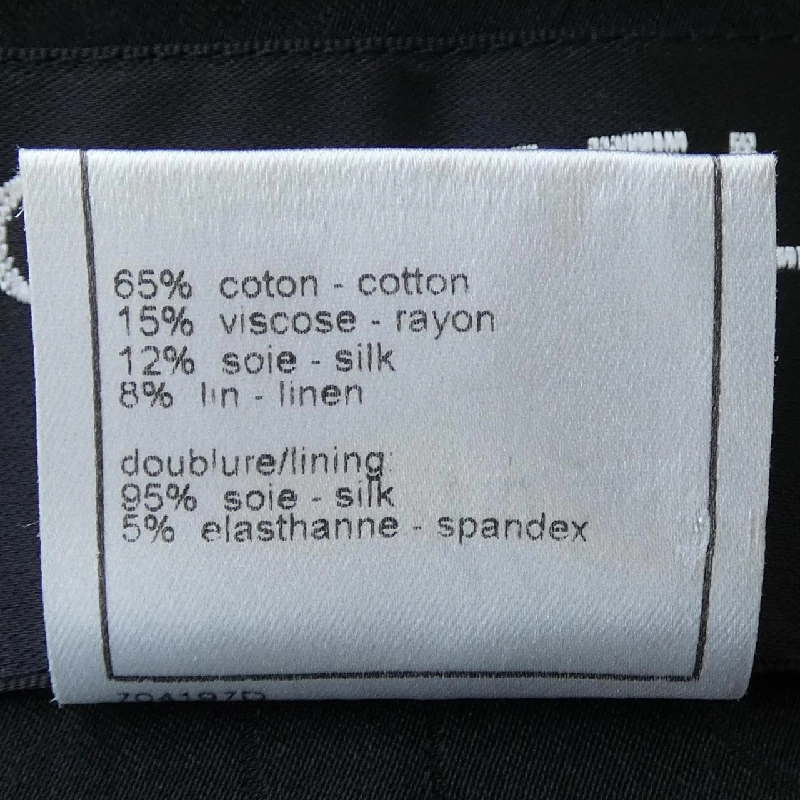 65% coton - cotton
15% viscose - rayon
12% soie - silk
8% lin - linen
doublure/lining:
95% soie - silk
5% elasthanne - spandex